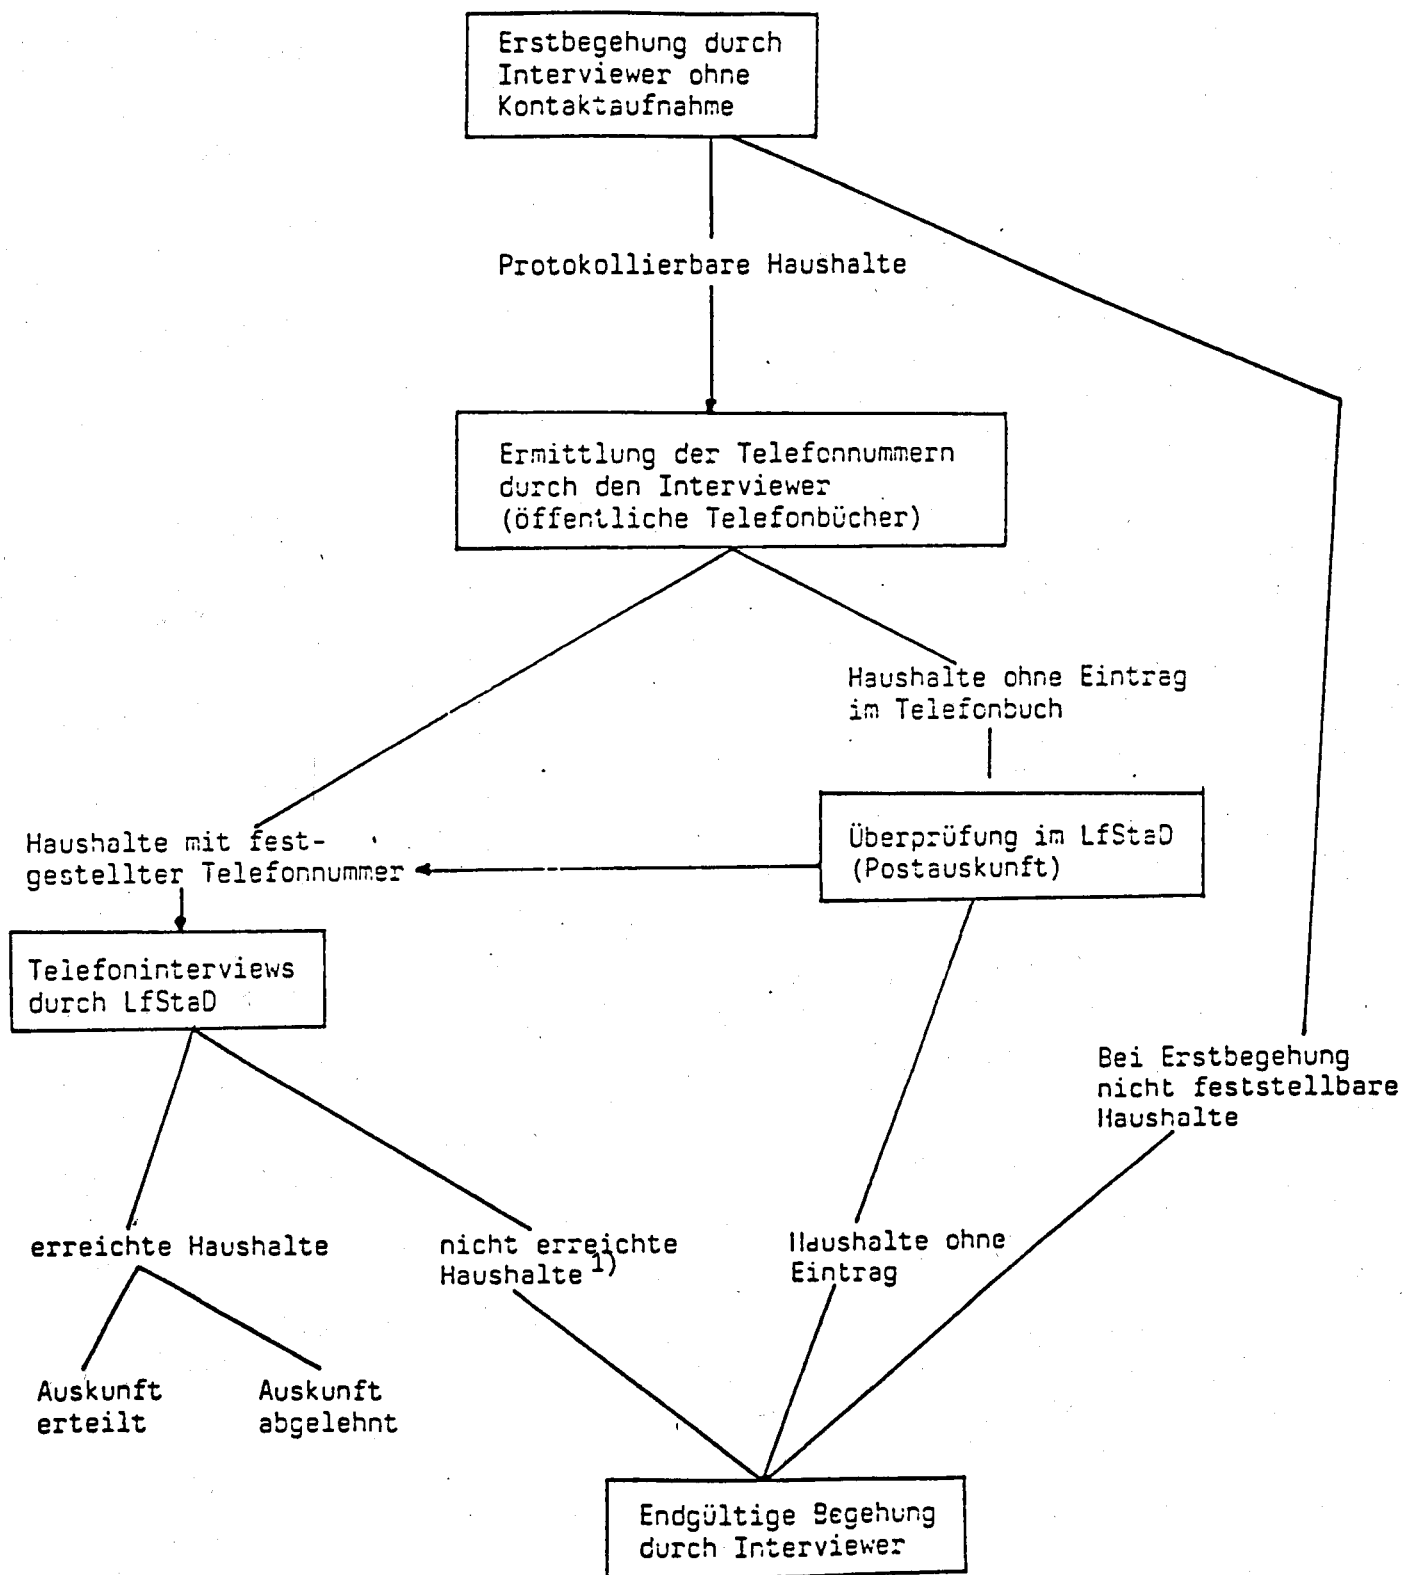 Erstbegehung durch
Interviewer ohne
Kontaktaufnahme
Protokollierbare Haushalte
Ermittlung der Telefonnummern
durch den Interviewer
(öffentliche Telefonbücher)
Haushalte ohne Eintrag
im Telefonbuch
Haushalte mit fest-
gestellter Telefonnummer
Überprüfung im LfStaD
(Postauskunft)
Telefoninterviews
durch LfStaD
Bei Erstbegehung
nicht feststellbare
Haushalte
erreichte Haushalte
nicht erreichte
Haushalte 1)
Haushalte ohne
Eintrag
Auskunft
erteilt
Auskunft
abgelehnt
Endgültige Begehung
durch Interviewer